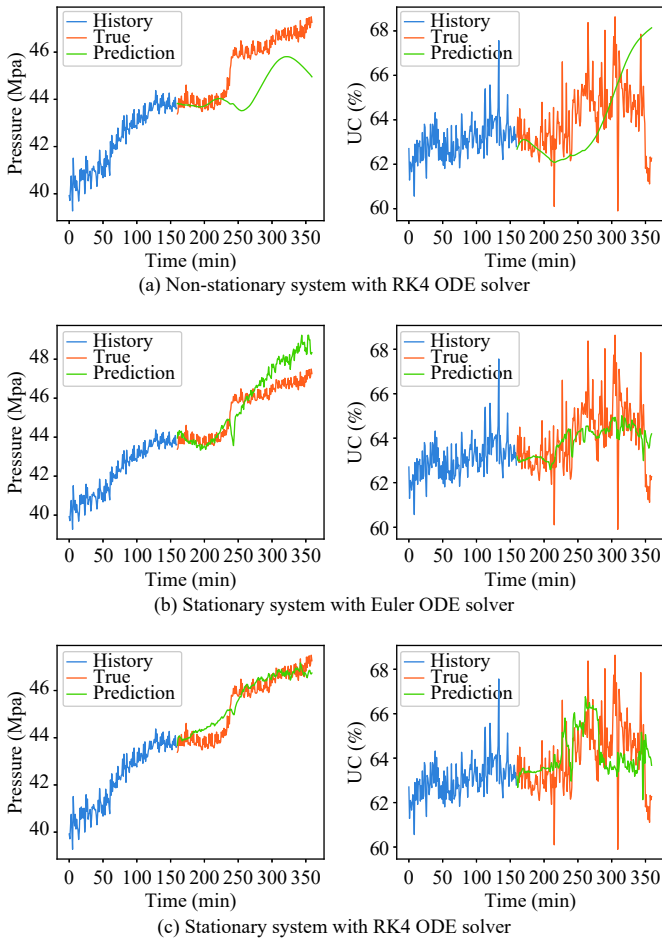 History
True
Prediction
46
44
42
40
Pressure (Mpa)
0 50 100 150 200 250 300 350
Time (min)
History
True
Prediction
68
66
64
62
60
UC (%)
0 50 100 150 200 250 300 350
Time (min)
(a) Non-stationary system with RK4 ODE solver
History
True
Prediction
48
46
44
42
40
Pressure (Mpa)
0 50 100 150 200 250 300 350
Time (min)
History
True
Prediction
68
66
64
62
60
UC (%)
0 50 100 150 200 250 300 350
Time (min)
(b) Stationary system with Euler ODE solver
History
True
Prediction
46
44
42
40
Pressure (Mpa)
0 50 100 150 200 250 300 350
Time (min)
History
True
Prediction
68
66
64
62
60
UC (%)
0 50 100 150 200 250 300 350
Time (min)
(c) Stationary system with RK4 ODE solver